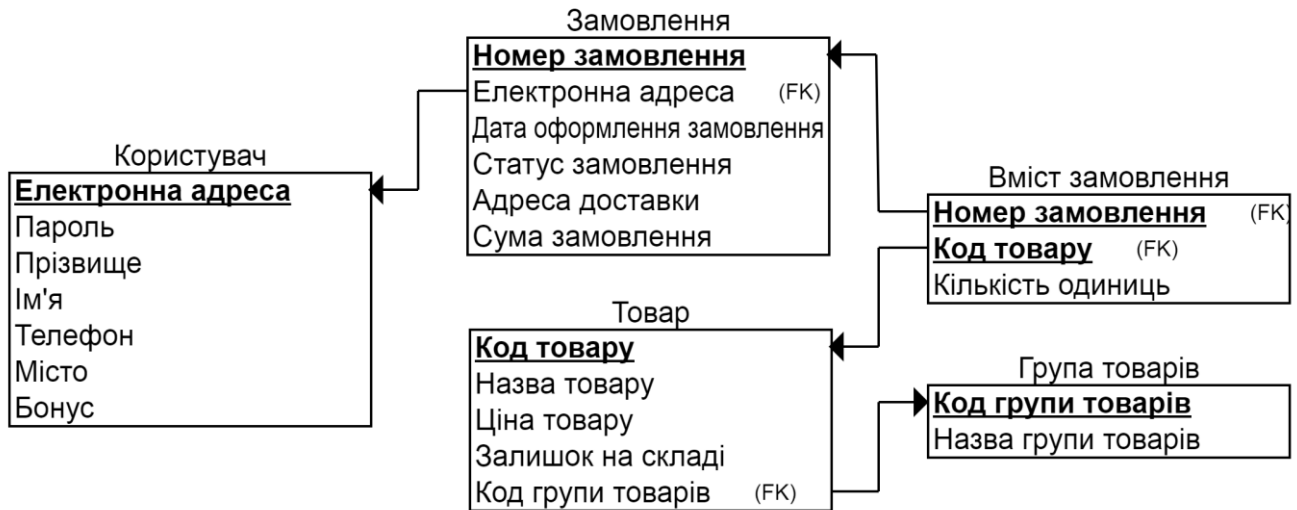 Замовлення
Номер замовлення
Електронна адреса (FK)
Дата оформлення замовлення
Статус замовлення
Адреса доставки
Сума замовлення
Користувач
Електронна адреса
Пароль
Прізвище
Ім'я
Телефон
Місто
Бонус
Вміст замовлення
Номер замовлення (FK)
Код товару (FK)
Кількість одиниць
Товар
Код товару
Назва товару
Ціна товару
Залишок на складі
Код групи товарів (FK)
Група товарів
Код групи товарів
Назва групи товарів